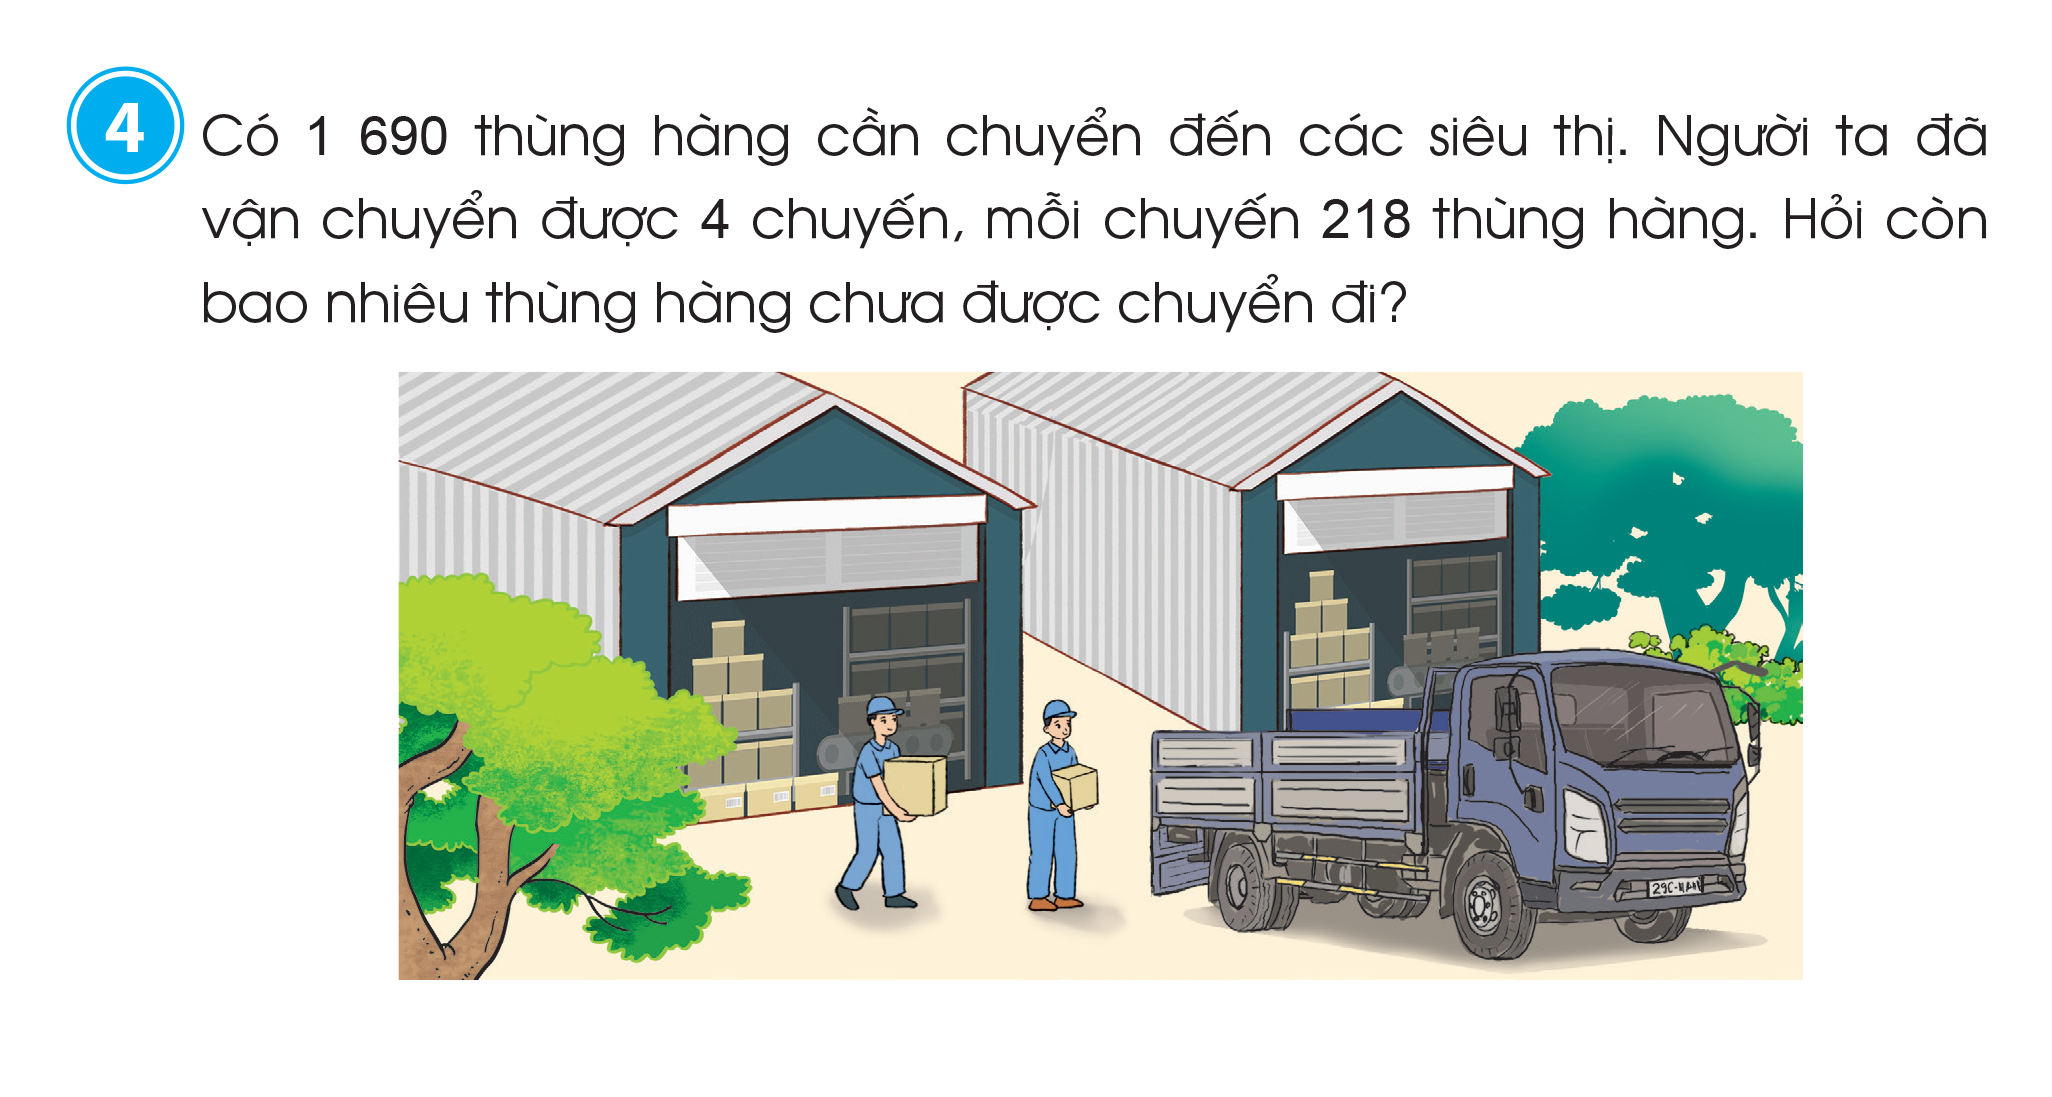 4
Có 1 690 thùng hàng cần chuyển đến các siêu thị. Người ta đã
vận chuyển được 4 chuyến, mỗi chuyến 218 thùng hàng. Hỏi còn
bao nhiêu thùng hàng chưa được chuyển đi?